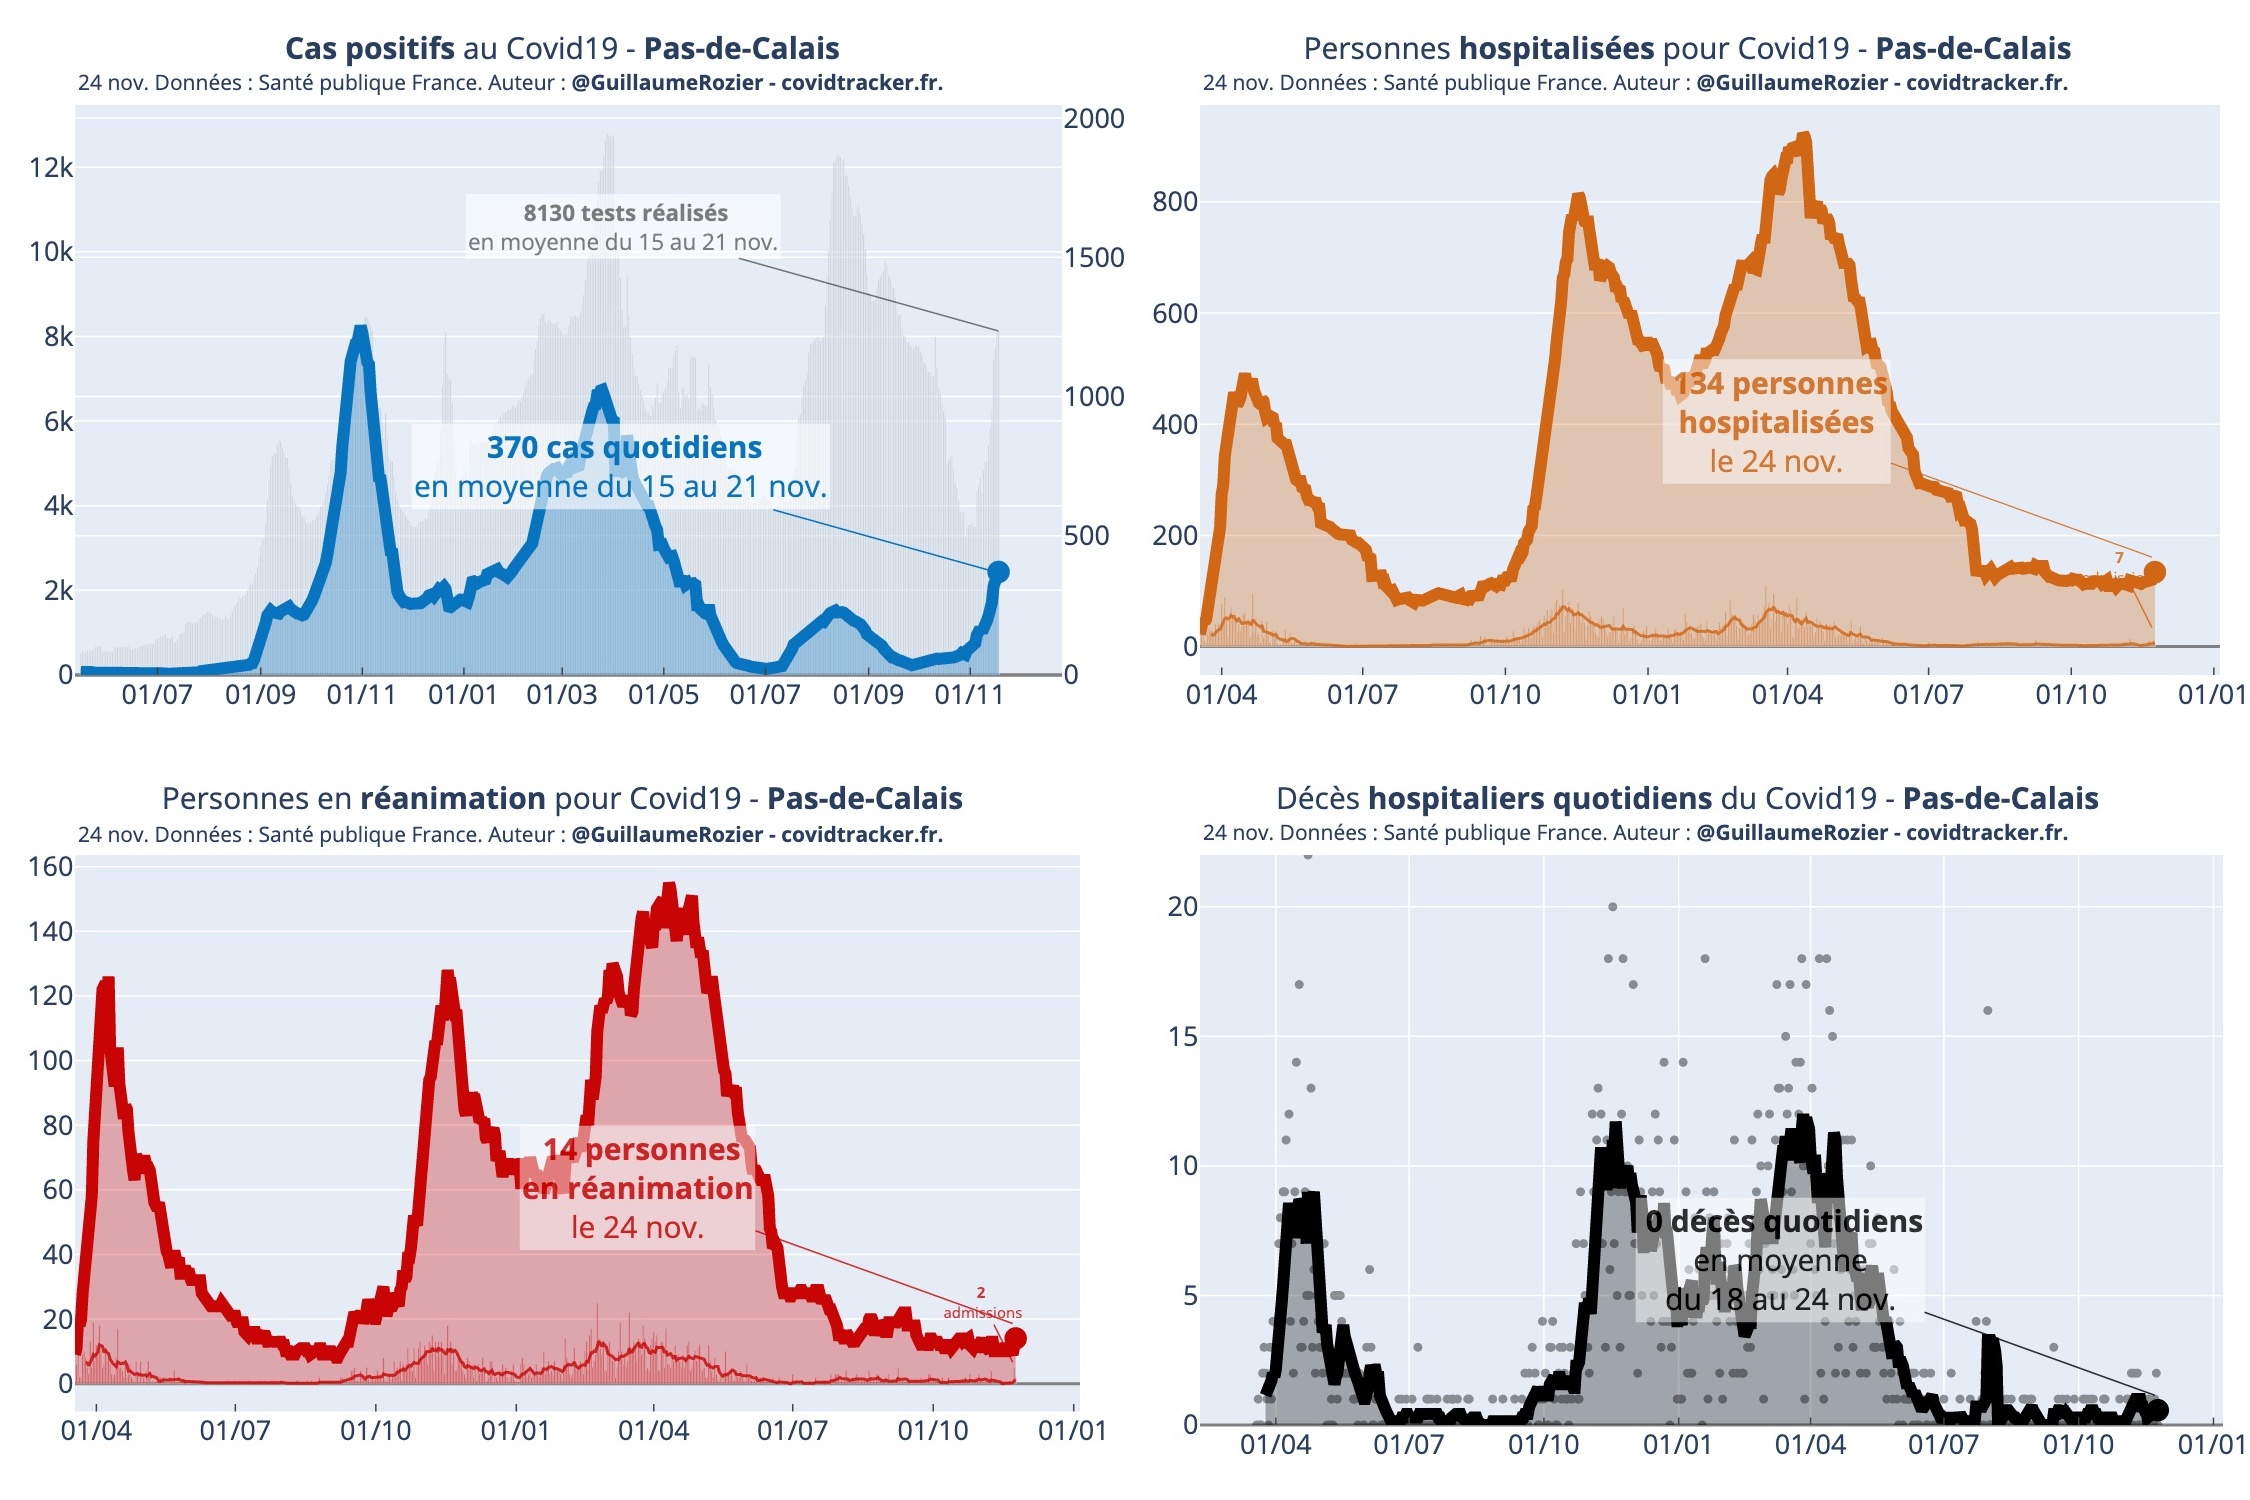 Cas positifs au Covid19 - Pas-de-Calais
24 nov. Données : Santé publique France. Auteur : @GuillaumeRozier - covidtracker.fr.
2000
12k
8130 tests réalisés
en moyenne du 15 au 21 nov.
10k
1500
8k
1000
6k
370 cas quotidiens
en moyenne du 15 au 21 nov.
4k
500
2k
0
0
01/07 01/09 01/11 01/01 01/03 01/05 01/07 01/09 01/11
Personnes hospitalisées pour Covid19 - Pas-de-Calais
24 nov. Données : Santé publique France. Auteur : @GuillaumeRozier - covidtracker.fr.
800
600
134 personnes
hospitalisées
le 24 nov.
400
200
7
0
01/04 01/07 01/10 01/01 01/04 01/07 01/10 01/01
Personnes en réanimation pour Covid19 - Pas-de-Calais
24 nov. Données : Santé publique France. Auteur : @GuillaumeRozier - covidtracker.fr.
160
140
120
100
80
14 personnes
en réanimation
le 24 nov.
60
40
2
admissions
20
0
01/04 01/07 01/10 01/01 01/04 01/07 01/10 01/01
Décès hospitaliers quotidiens du Covid19 - Pas-de-Calais
24 nov. Données : Santé publique France. Auteur : @GuillaumeRozier - covidtracker.fr.
20
15
10
0 décès quotidiens
en moyenne
du 18 au 24 nov.
5
0
01/04 01/07 01/10 01/01 01/04 01/07 01/10 01/01